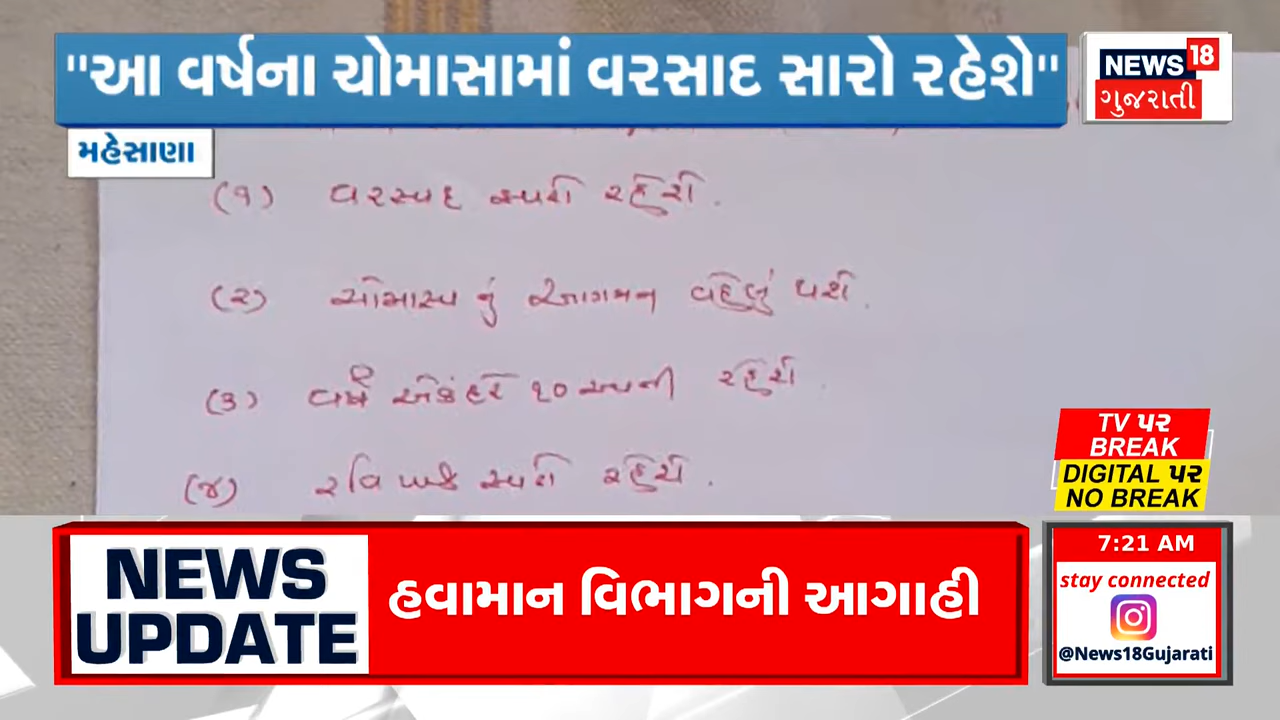 "આ વર્ષના ચોમાસામાં વરસાદ સારો રહેશે"
NEWS 18
ગુજરાતી
મહેસાણા
(૧) વરસાદ સારો રહેશે.
(૨) ચોમાસા નું આગમન વહેલું થશે.
(૩) વર્ષ એકંદરે ૧૦ આની રહેશે.
(૪) રવિ પાક સારો રહેશે.
TV પર
BREAK
DIGITAL પર
NO BREAK
NEWS
UPDATE
હવામાન વિભાગની આગાહી
7:21 AM
stay connected
@News18Gujarati